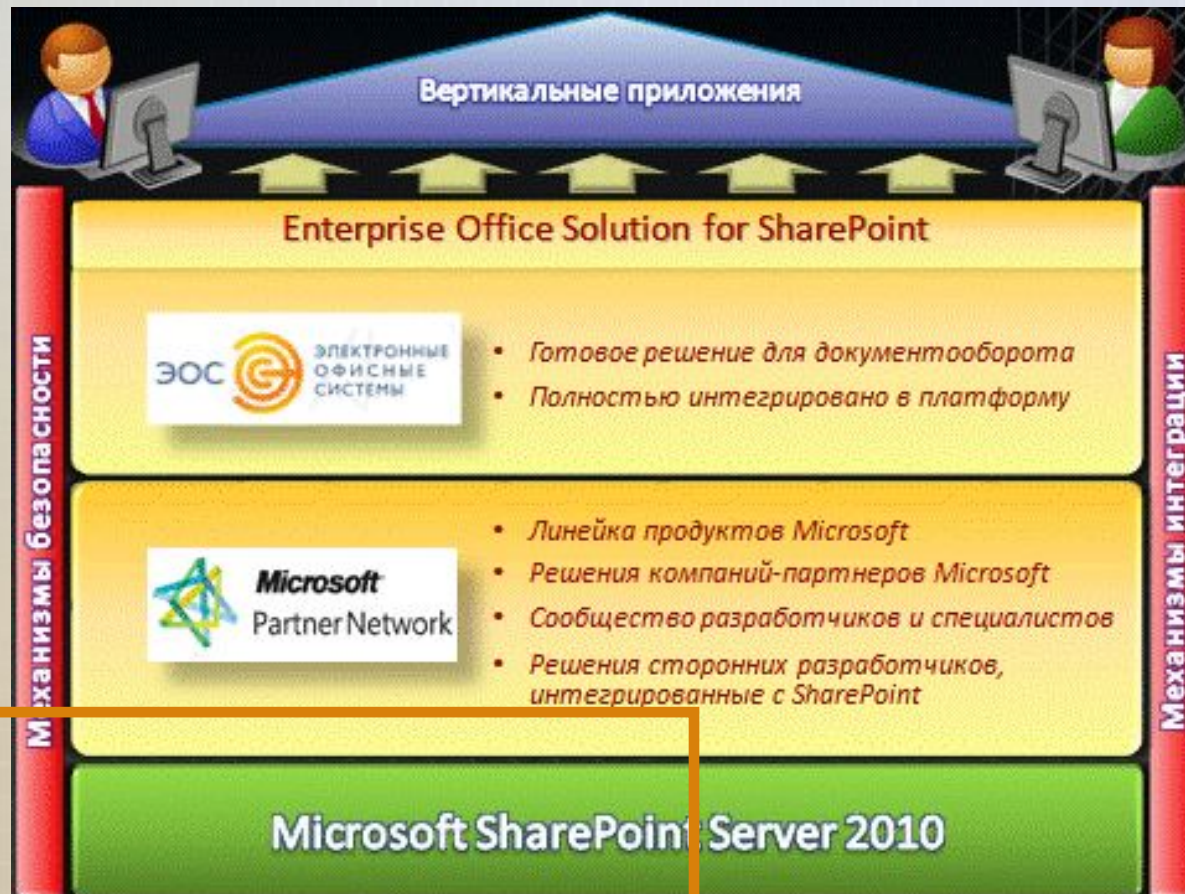 Вертикальные приложения
Enterprise Office Solution for SharePoint
ЭОС
ЭЛЕКТРОННЫЕ
ОФИСНЫЕ
СИСТЕМЫ
• Готовое решение для документооборота
• Полностью интегрировано в платформу
Microsoft
Partner Network
• Линейка продуктов Microsoft
• Решения компаний-партнеров Microsoft
• Сообщество разработчиков и специалистов
• Решения сторонних разработчиков,
интегрированные с SharePoint
Microsoft SharePoint Server 2010
Механизмы безопасности
Механизмы интеграции